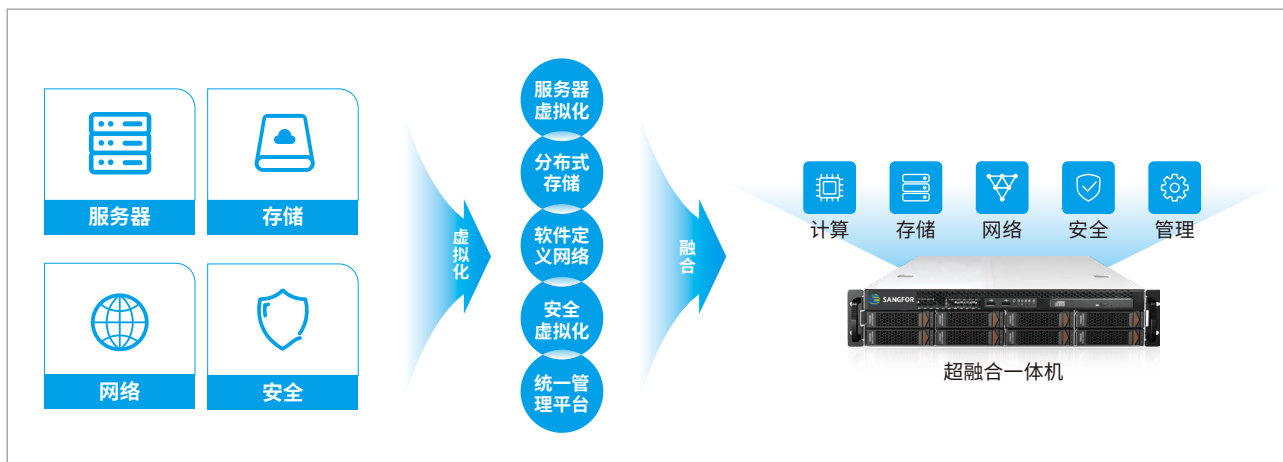 服务器
存储
网络
安全
虚拟化
服务器
虚拟化
分布式
存储
软件定
义网络
安全
虚拟化
统一管
理平台
融合
计算
存储
网络
安全
管理
SANGFOR
超融合一体机